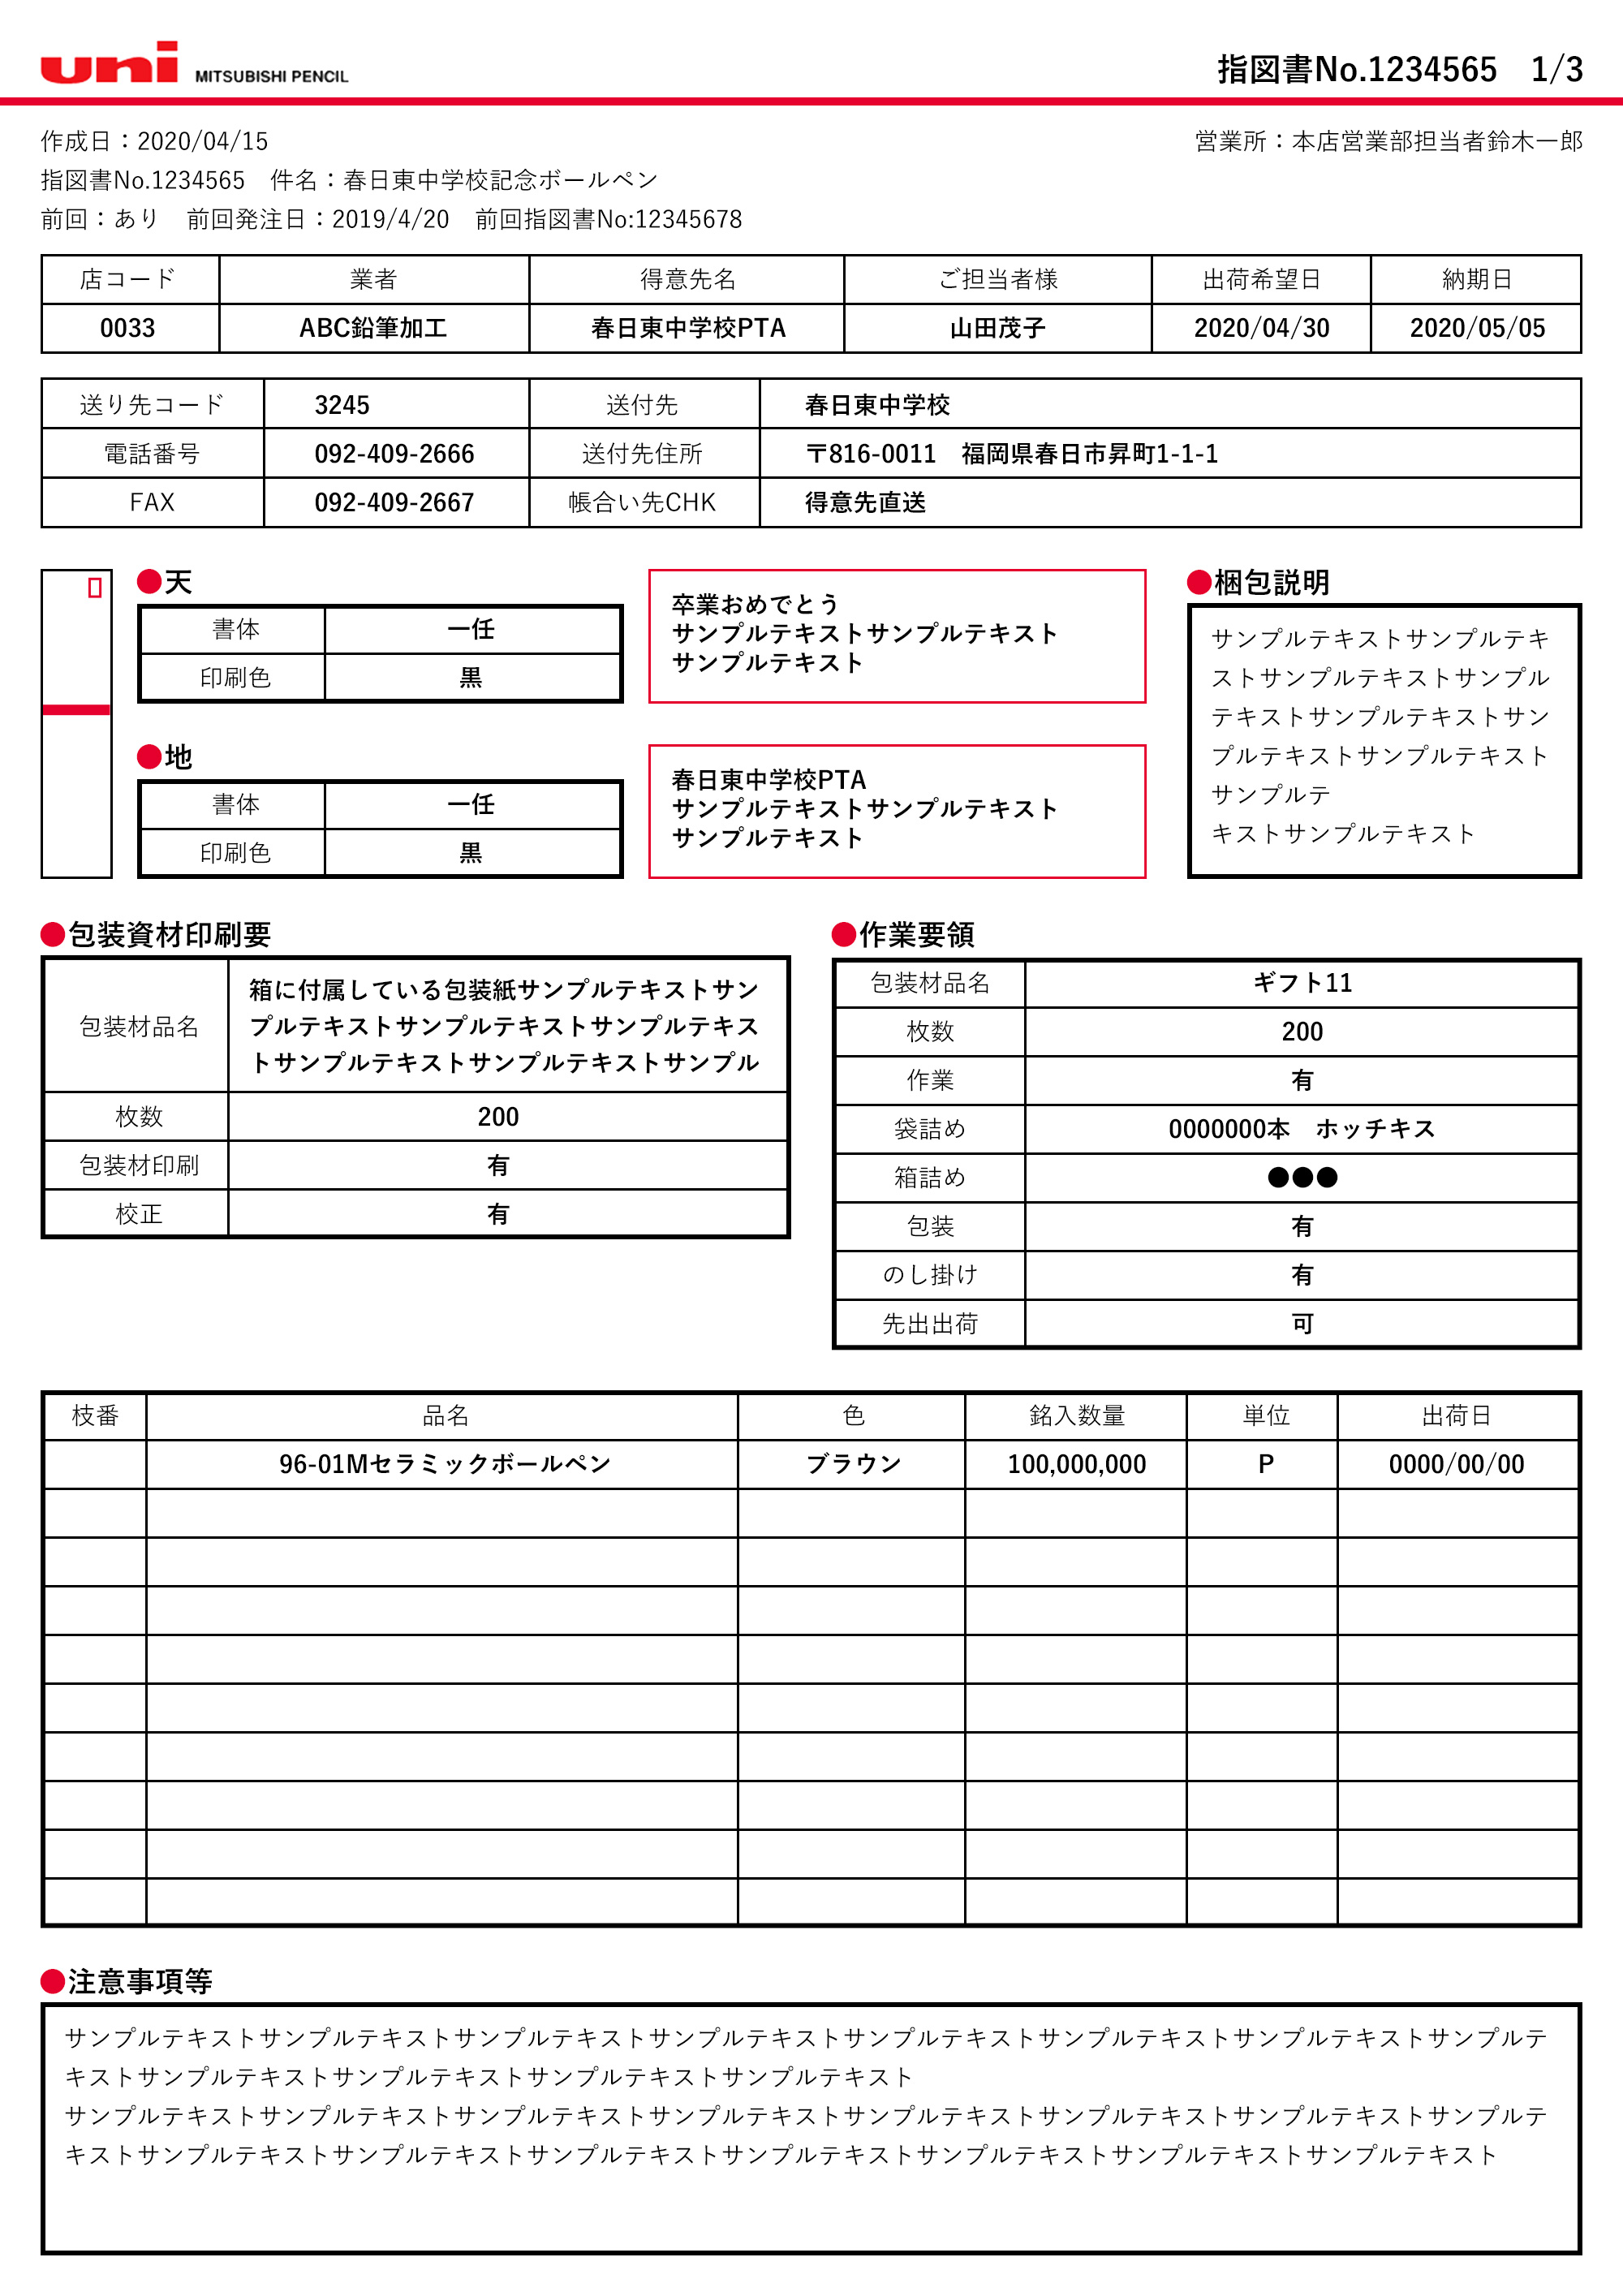 uni MITSUBISHI PENCIL
指図書No.1234565　1/3
作成日：2020/04/15
営業所：本店営業部担当者鈴木一郎
指図書No.1234565　件名：春日東中学校記念ボールペン
前回：あり　前回発注日：2019/4/20　前回指図書No:12345678
店コード　業者　得意先名　ご担当者様　出荷希望日　納期日
0033　ABC鉛筆加工　春日東中学校PTA　山田茂子　2020/04/30　2020/05/05
送り先コード　3245　送付先　春日東中学校
電話番号　092-409-2666　送付先住所　〒816-0011　福岡県春日市昇町1-1-1
FAX　092-409-2667　帳合い先CHK　得意先直送
●天
書体　一任
印刷色　黒
卒業おめでとう
サンプルテキストサンプルテキスト
サンプルテキスト
●地
書体　一任
印刷色　黒
春日東中学校PTA
サンプルテキストサンプルテキスト
サンプルテキスト
●梱包説明
サンプルテキストサンプルテキ
ストサンプルテキストサンプル
テキストサンプルテキストサン
プルテキストサンプルテキスト
サンプルテ
キストサンプルテキスト
●包装資材印刷要
包装材品名
箱に付属している包装紙サンプルテキストサン
プルテキストサンプルテキストサンプルテキス
トサンプルテキストサンプルテキストサンプル
枚数　200
包装材印刷　有
校正　有
●作業要領
包装材品名　ギフト11
枚数　200
作業　有
袋詰め　0000000本　ホッチキス
箱詰め　●●●
包装　有
のし掛け　有
先出出荷　可
枝番　品名　色　銘入数量　単位　出荷日
96-01Mセラミックボールペン　ブラウン　100,000,000　P　0000/00/00
●注意事項等
サンプルテキストサンプルテキストサンプルテキストサンプルテキストサンプルテキストサンプルテキストサンプルテキストサンプルテ
キストサンプルテキストサンプルテキストサンプルテキストサンプルテキスト
サンプルテキストサンプルテキストサンプルテキストサンプルテキストサンプルテキストサンプルテキストサンプルテキストサンプルテ
キストサンプルテキストサンプルテキストサンプルテキストサンプルテキストサンプルテキストサンプルテキストサンプルテキスト